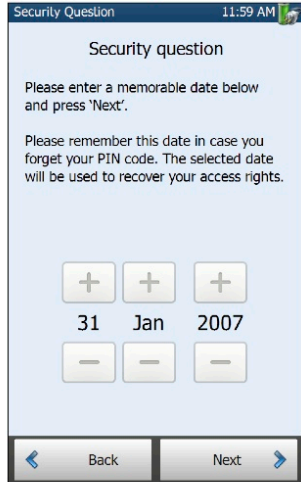 Security Question 11:59 AM
Security question
Please enter a memorable date below
and press ‘Next’.
Please remember this date in case you
forget your PIN code. The selected date
will be used to recover your access rights.
+ + +
31 Jan 2007
− − −
Back Next